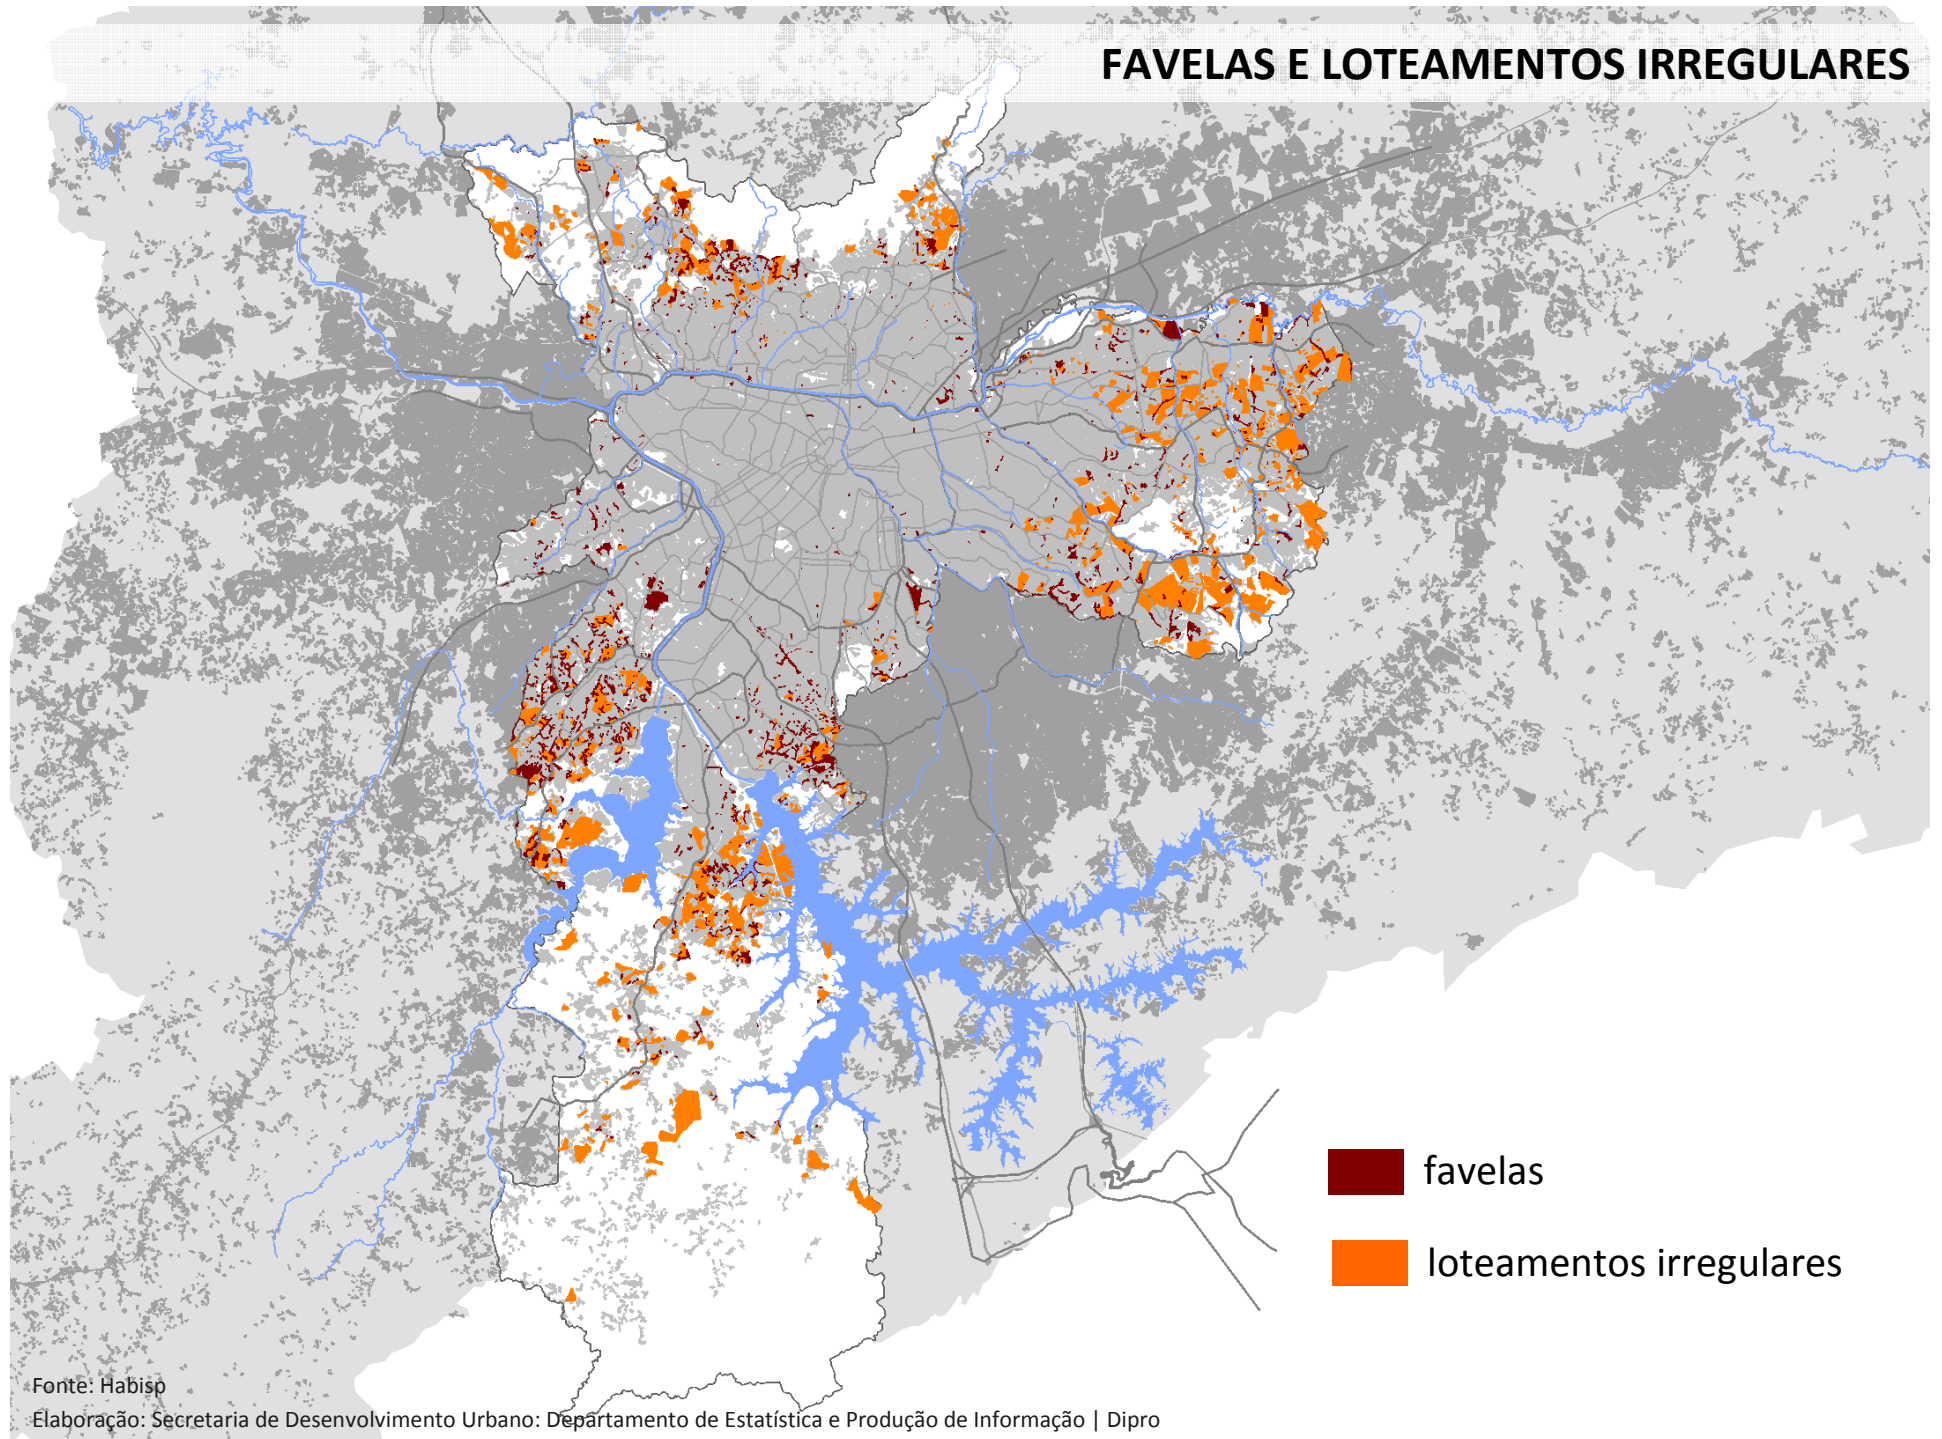 FAVELAS E LOTEAMENTOS IRREGULARES
favelas
loteamentos irregulares
Fonte: Habisp
Elaboração: Secretaria de Desenvolvimento Urbano: Departamento de Estatística e Produção de Informação | Dipro